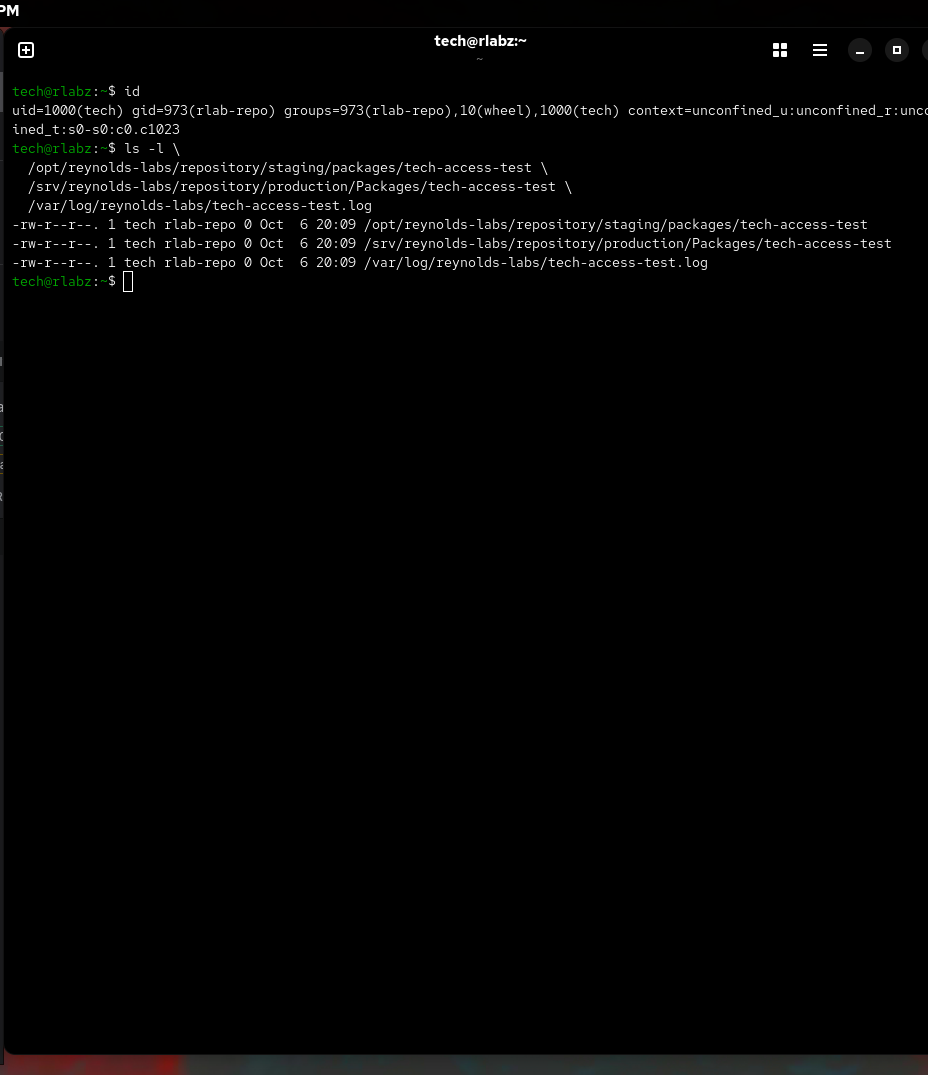 PM
tech@rlabz:~
~
tech@rlabz:~$ id
uid=1000(tech) gid=973(rlab-repo) groups=973(rlab-repo),10(wheel),1000(tech) context=unconfined_u:unconfined_r:unco
ined_t:s0-s0:c0.c1023
tech@rlabz:~$ ls -l \
  /opt/reynolds-labs/repository/staging/packages/tech-access-test \
  /srv/reynolds-labs/repository/production/Packages/tech-access-test \
  /var/log/reynolds-labs/tech-access-test.log
-rw-r--r--. 1 tech rlab-repo 0 Oct  6 20:09 /opt/reynolds-labs/repository/staging/packages/tech-access-test
-rw-r--r--. 1 tech rlab-repo 0 Oct  6 20:09 /srv/reynolds-labs/repository/production/Packages/tech-access-test
-rw-r--r--. 1 tech rlab-repo 0 Oct  6 20:09 /var/log/reynolds-labs/tech-access-test.log
tech@rlabz:~$